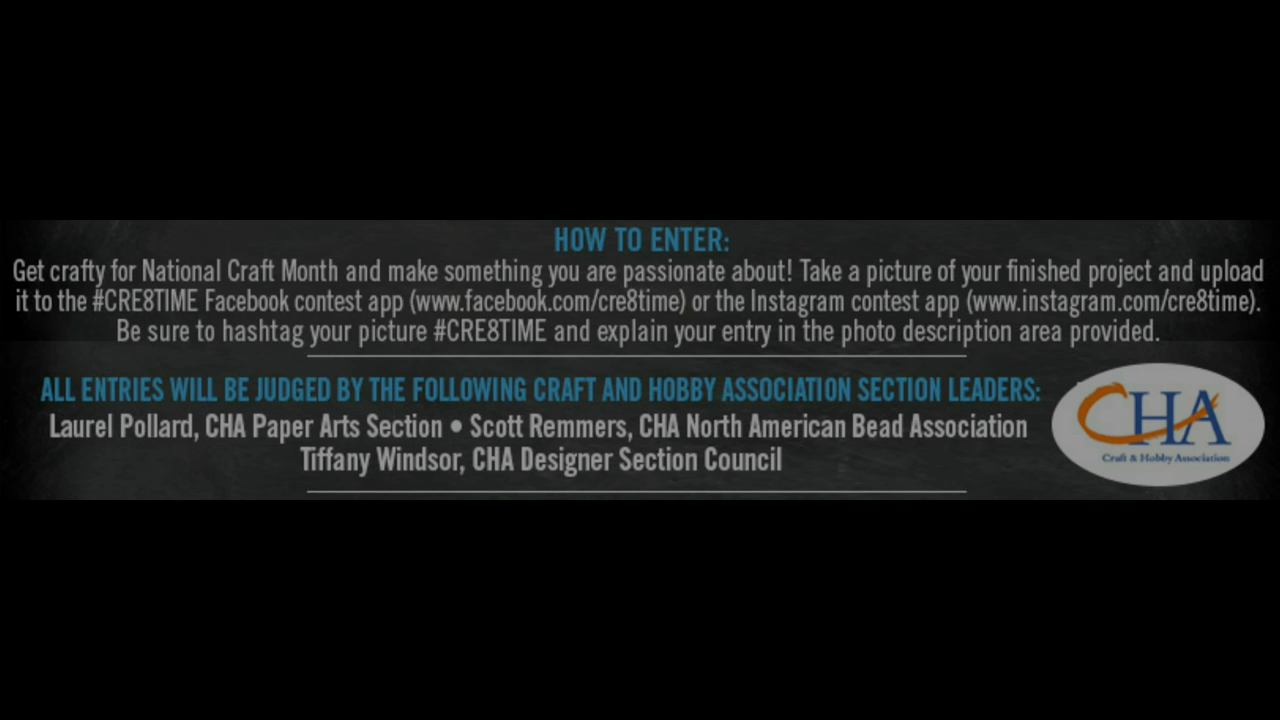 HOW TO ENTER:
Get crafty for National Craft Month and make something you are passionate about! Take a picture of your finished project and upload
it to the #CRE8TIME Facebook contest app (www.facebook.com/cre8time) or the Instagram contest app (www.instagram.com/cre8time).
Be sure to hashtag your picture #CRE8TIME and explain your entry in the photo description area provided.
ALL ENTRIES WILL BE JUDGED BY THE FOLLOWING CRAFT AND HOBBY ASSOCIATION SECTION LEADERS:
Laurel Pollard, CHA Paper Arts Section • Scott Remmers, CHA North American Bead Association
Tiffany Windsor, CHA Designer Section Council
CHA
Craft & Hobby Association